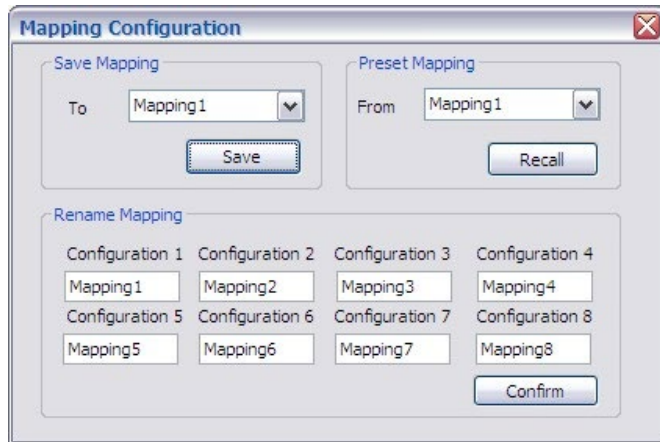 Mapping Configuration
Save Mapping
To Mapping1
Save
Preset Mapping
From Mapping1
Recall
Rename Mapping
Configuration 1 Configuration 2 Configuration 3 Configuration 4
Mapping1 Mapping2 Mapping3 Mapping4
Configuration 5 Configuration 6 Configuration 7 Configuration 8
Mapping5 Mapping6 Mapping7 Mapping8
Confirm